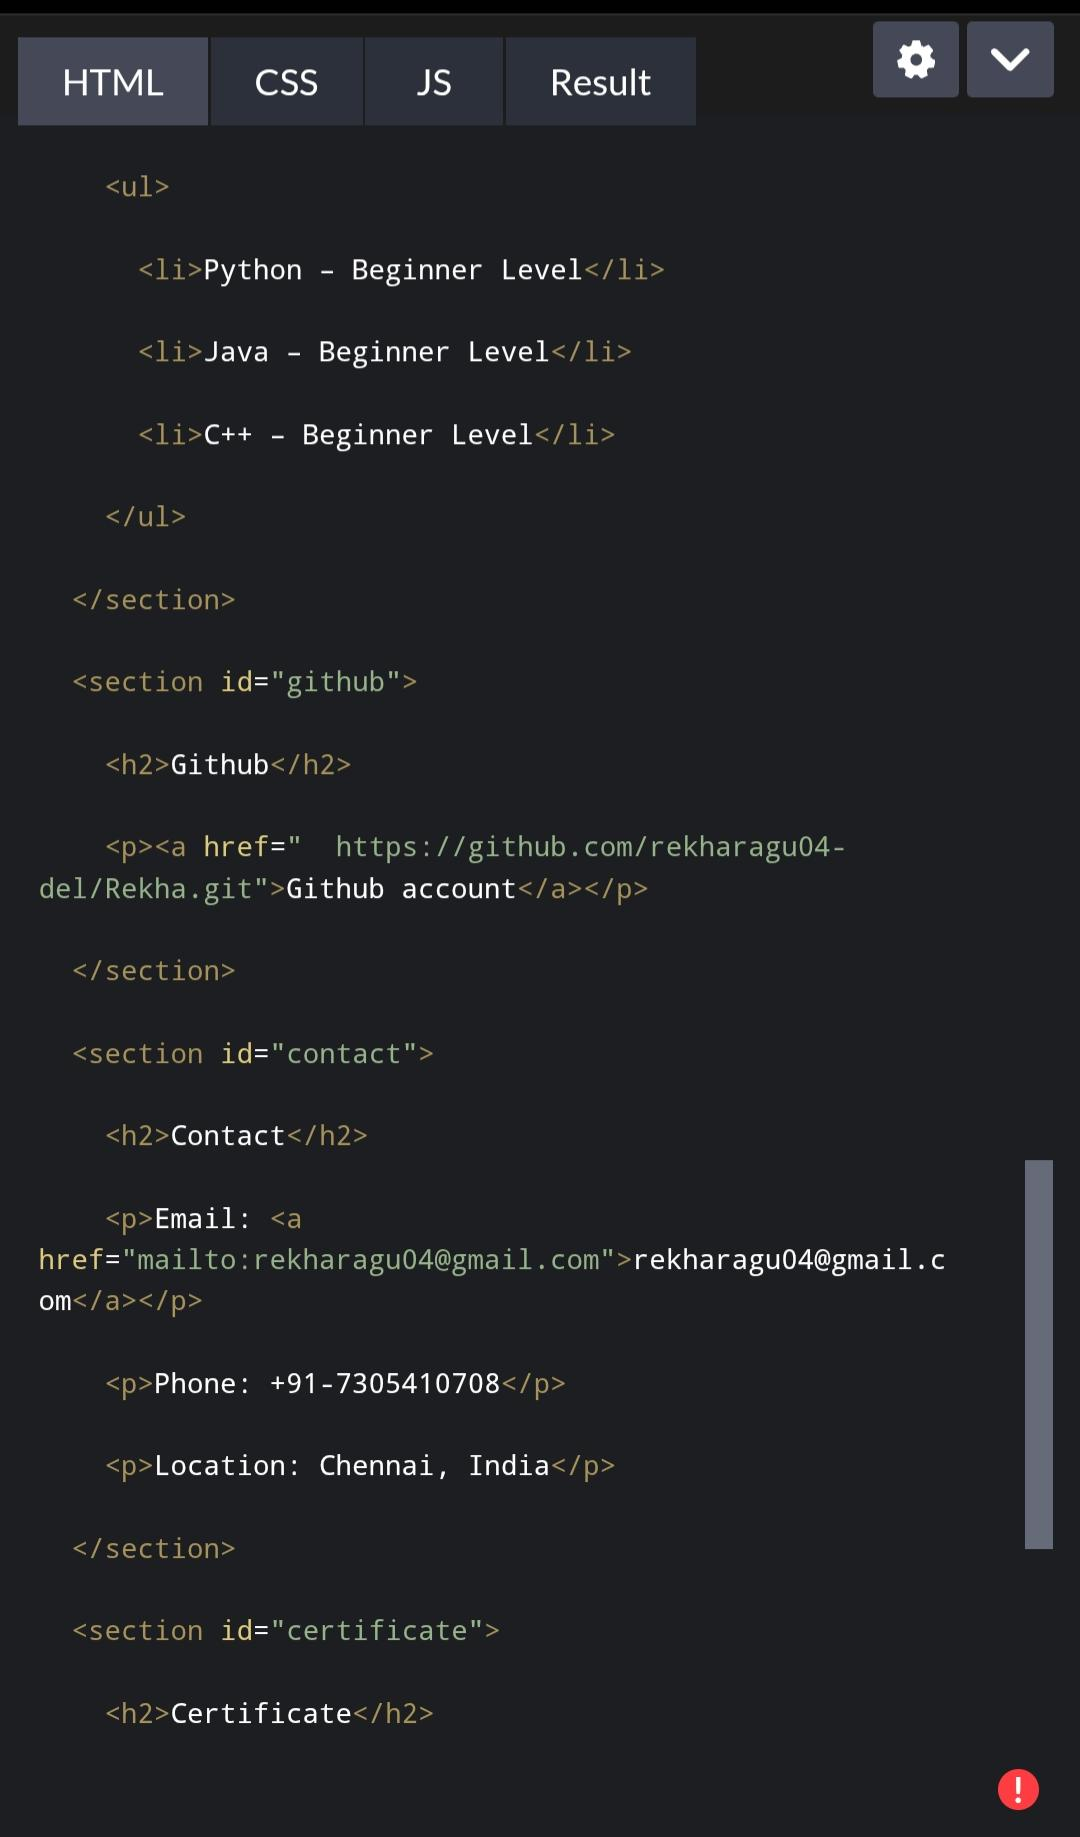 HTML CSS JS Result
<ul>
<li>Python – Beginner Level</li>
<li>Java – Beginner Level</li>
<li>C++ – Beginner Level</li>
</ul>
</section>
<section id="github">
<h2>Github</h2>
<p><a href="  https://github.com/rekharagu04-
del/Rekha.git">Github account</a></p>
</section>
<section id="contact">
<h2>Contact</h2>
<p>Email: <a
href="mailto:rekharagu04@gmail.com">rekharagu04@gmail.c
om</a></p>
<p>Phone: +91-7305410708</p>
<p>Location: Chennai, India</p>
</section>
<section id="certificate">
<h2>Certificate</h2>